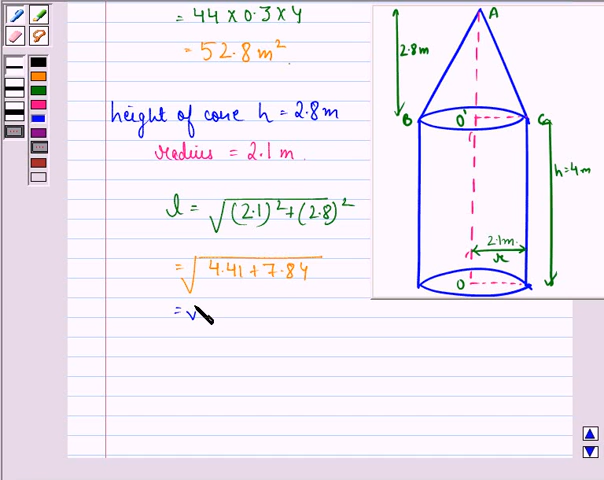 = 44 x 0.3 x 4
= 52.8 m².
height of cone h = 2.8m
radius = 2.1 m.
l = √(2.1)² + (2.8)²
= √4.41 + 7.84
= √
A
2.8m
B
O'
C
h = 4m
2.1m.
r
O